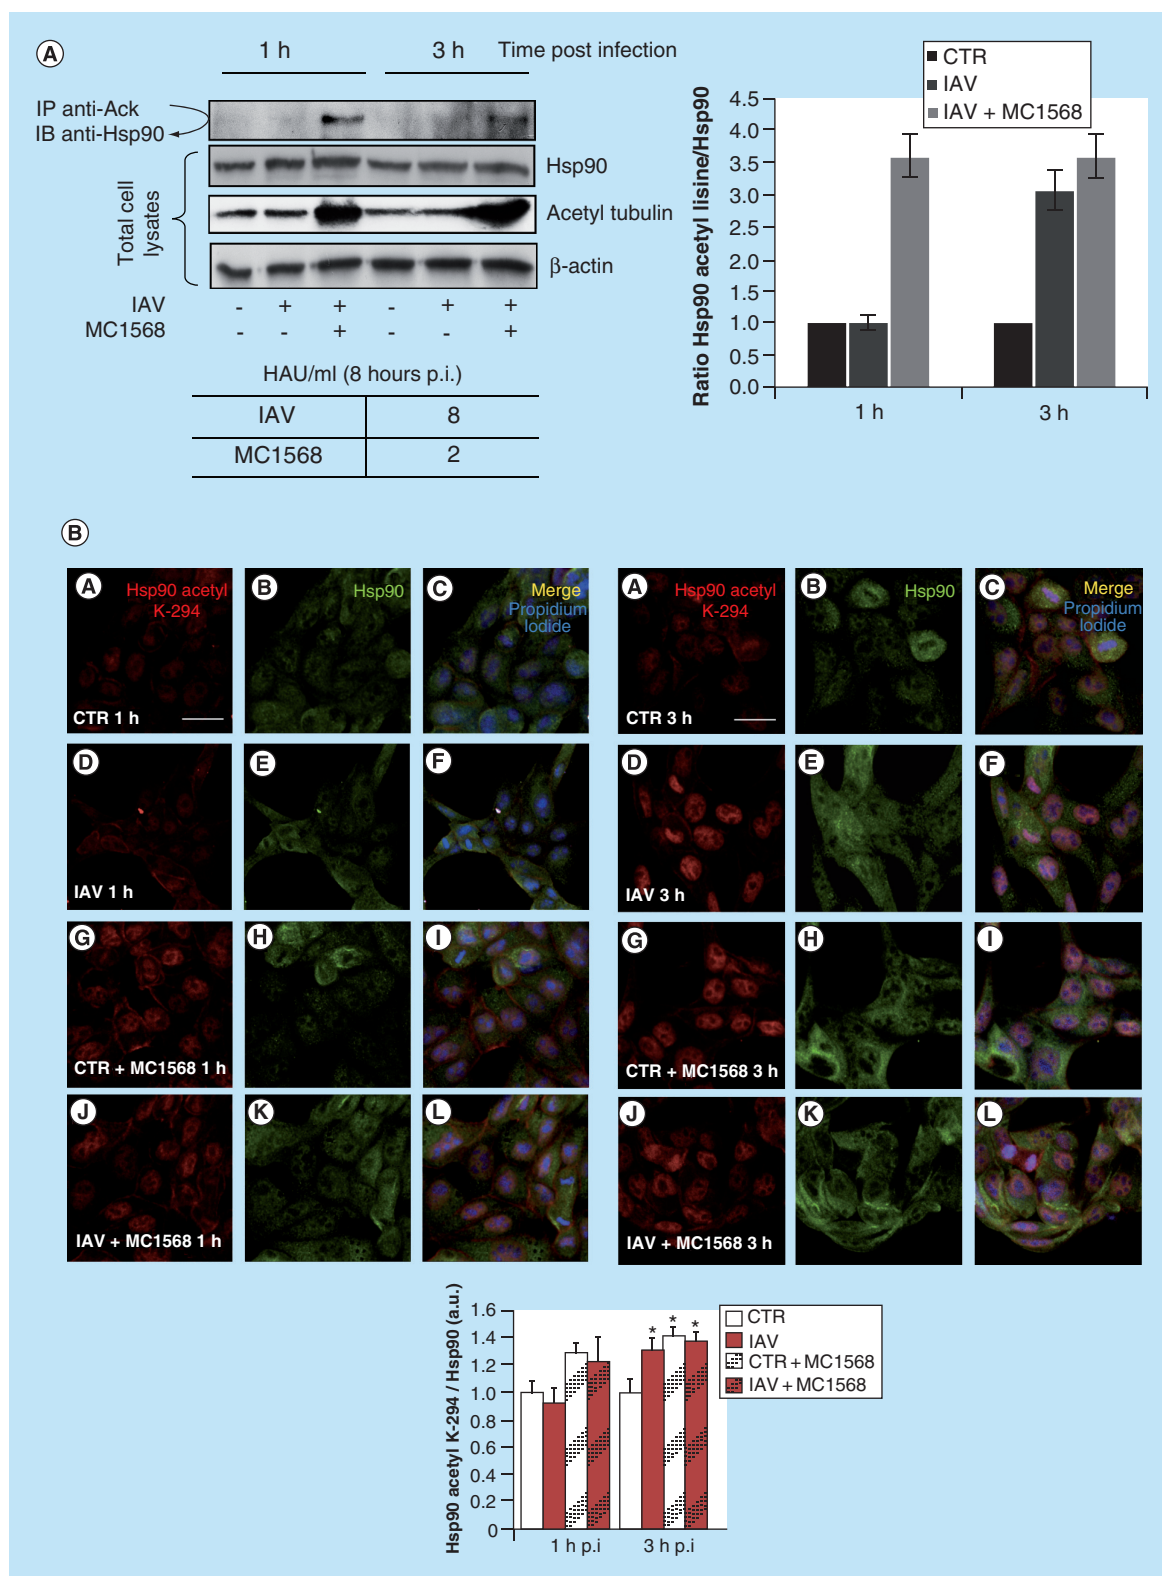 A
1 h
3 h
Time post infection
IP anti-Ack
IB anti-Hsp90
Hsp90
Total cell
lysates
Acetyl tubulin
β-actin
IAV - + + - + +
MC1568 - - + - - +
HAU/ml (8 hours p.i.)
IAV 8
MC1568 2
CTR
IAV
IAV + MC1568
Ratio Hsp90 acetyl lisine/Hsp90
4.5
4.0
3.5
3.0
2.5
2.0
1.5
1.0
0.5
0.0
1 h
3 h
B
A
Hsp90 acetyl
K-294
CTR 1 h
B
Hsp90
C
Merge
Propidium
Iodide
A
Hsp90 acetyl
K-294
CTR 3 h
B
Hsp90
C
Merge
Propidium
Iodide
D
IAV 1 h
E
F
D
IAV 3 h
E
F
G
CTR + MC1568 1 h
H
I
G
CTR + MC1568 3 h
H
I
J
IAV + MC1568 1 h
K
L
J
IAV + MC1568 3 h
K
L
Hsp90 acetyl K-294 / Hsp90 (a.u.)
1.6
1.4
1.2
1.0
0.8
0.6
0.4
0.2
0
* * *
1 h p.i
3 h p.i
CTR
IAV
CTR + MC1568
IAV + MC1568